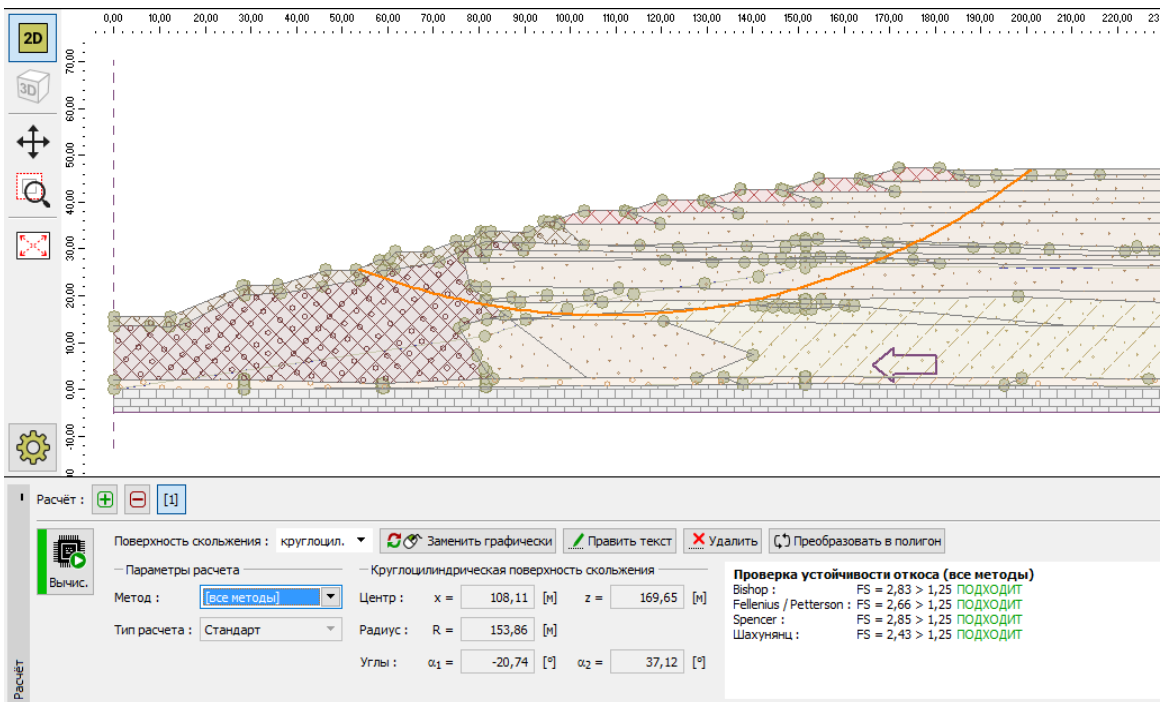 2D
0,00 10,00 20,00 30,00 40,00 50,00 60,00 70,00 80,00 90,00 100,00 110,00 120,00 130,00 140,00 150,00 160,00 170,00 180,00 190,00 200,00 210,00 220,00 23
3D
70,00
60,00
50,00
40,00
30,00
20,00
10,00
0,00
-10,00
Расчёт : [1]
Поверхность скольжения : круглоцил. Заменить графически Править текст Удалить Преобразовать в полигон
Вычис.
Параметры расчета
Метод : [все методы]
Тип расчета : Стандарт
Круглоцилиндрическая поверхность скольжения
Центр : x = 108,11 [м] z = 169,65 [м]
Радиус : R = 153,86 [м]
Углы : α1 = -20,74 [°] α2 = 37,12 [°]
Проверка устойчивости откоса (все методы)
Bishop : FS = 2,83 > 1,25 ПОДХОДИТ
Fellenius / Petterson : FS = 2,66 > 1,25 ПОДХОДИТ
Spencer : FS = 2,85 > 1,25 ПОДХОДИТ
Шахунянц : FS = 2,43 > 1,25 ПОДХОДИТ
Расчёт